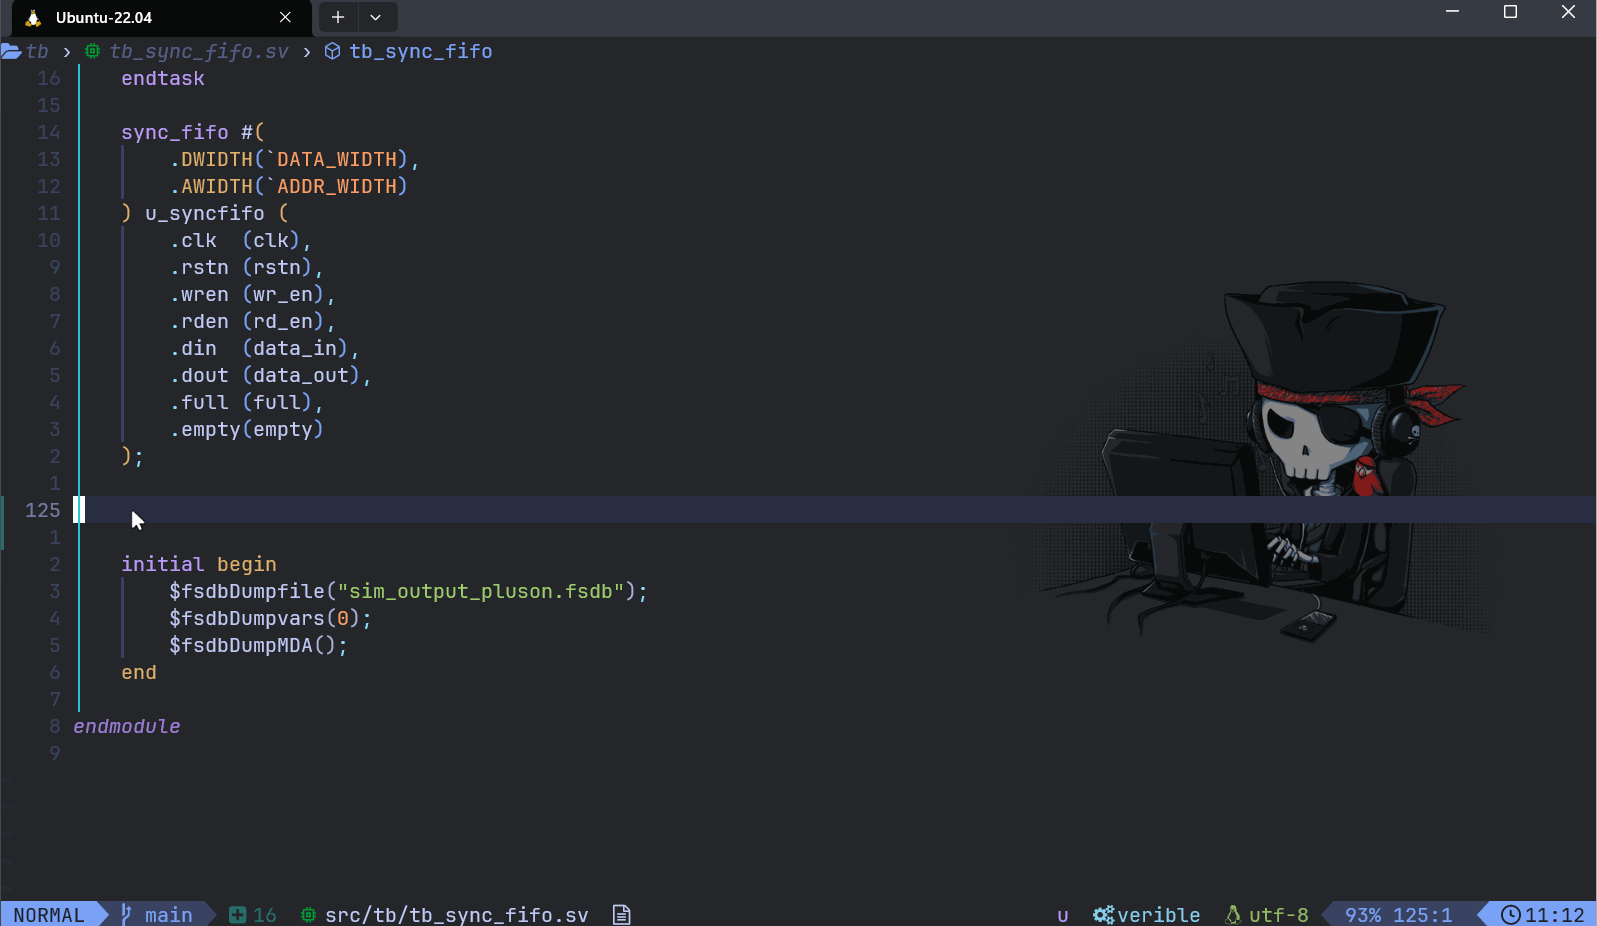 Ubuntu-22.04
tb › tb_sync_fifo.sv › tb_sync_fifo
16 endtask
15
14 sync_fifo #(
13 .DWIDTH(`DATA_WIDTH),
12 .AWIDTH(`ADDR_WIDTH)
11 ) u_syncfifo (
10 .clk  (clk),
9 .rstn (rstn),
8 .wren (wr_en),
7 .rden (rd_en),
6 .din  (data_in),
5 .dout (data_out),
4 .full (full),
3 .empty(empty)
2 );
1
125
1
2 initial begin
3 $fsdbDumpfile("sim_output_pluson.fsdb");
4 $fsdbDumpvars(0);
5 $fsdbDumpMDA();
6 end
7
8 endmodule
9
~
~
~
~
~
NORMAL main 16 src/tb/tb_sync_fifo.sv u verible utf-8 93% 125:1 11:12